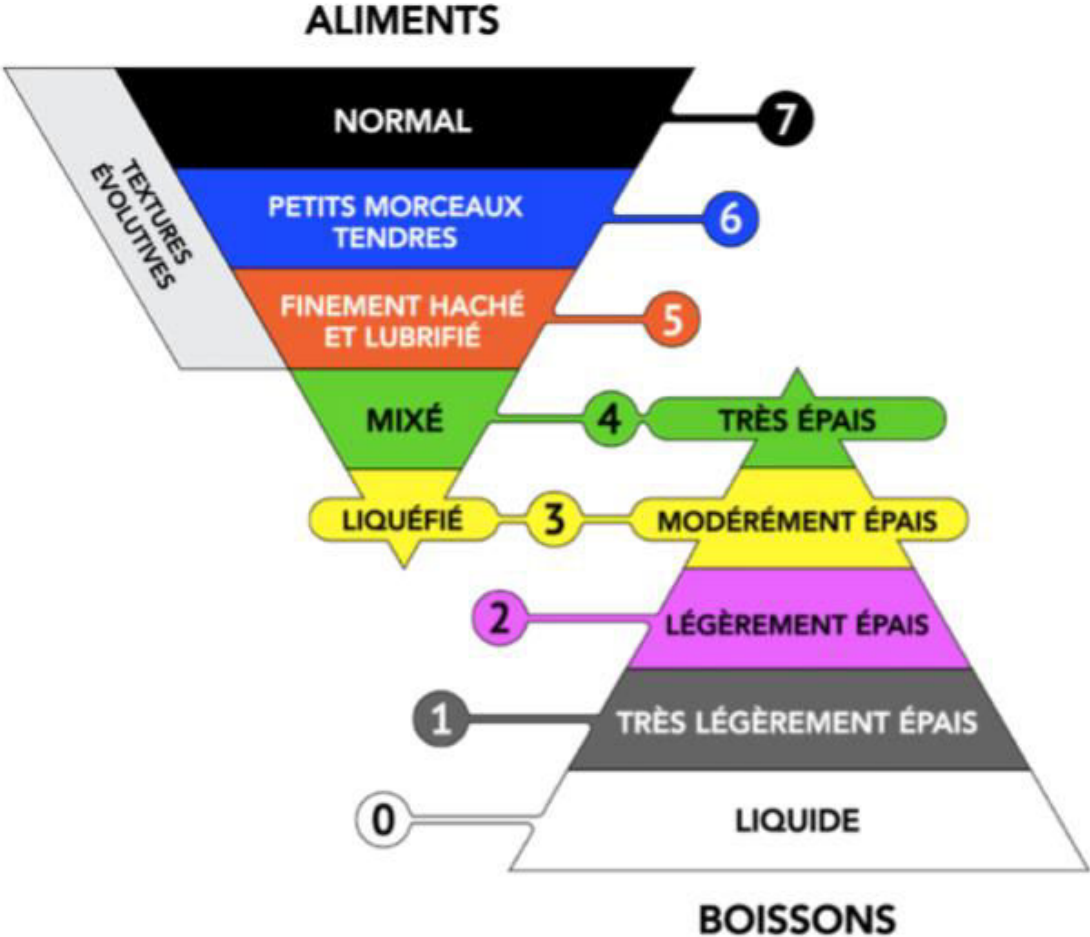 ALIMENTS
NORMAL
7
TEXTURES
ÉVOLUTIVES
PETITS MORCEAUX
TENDRES
6
FINEMENT HACHÉ
ET LUBRIFIÉ
5
MIXÉ
4
TRÈS ÉPAIS
LIQUÉFIÉ
3
MODÉRÉMENT ÉPAIS
2
LÉGÈREMENT ÉPAIS
1
TRÈS LÉGÈREMENT ÉPAIS
0
LIQUIDE
BOISSONS